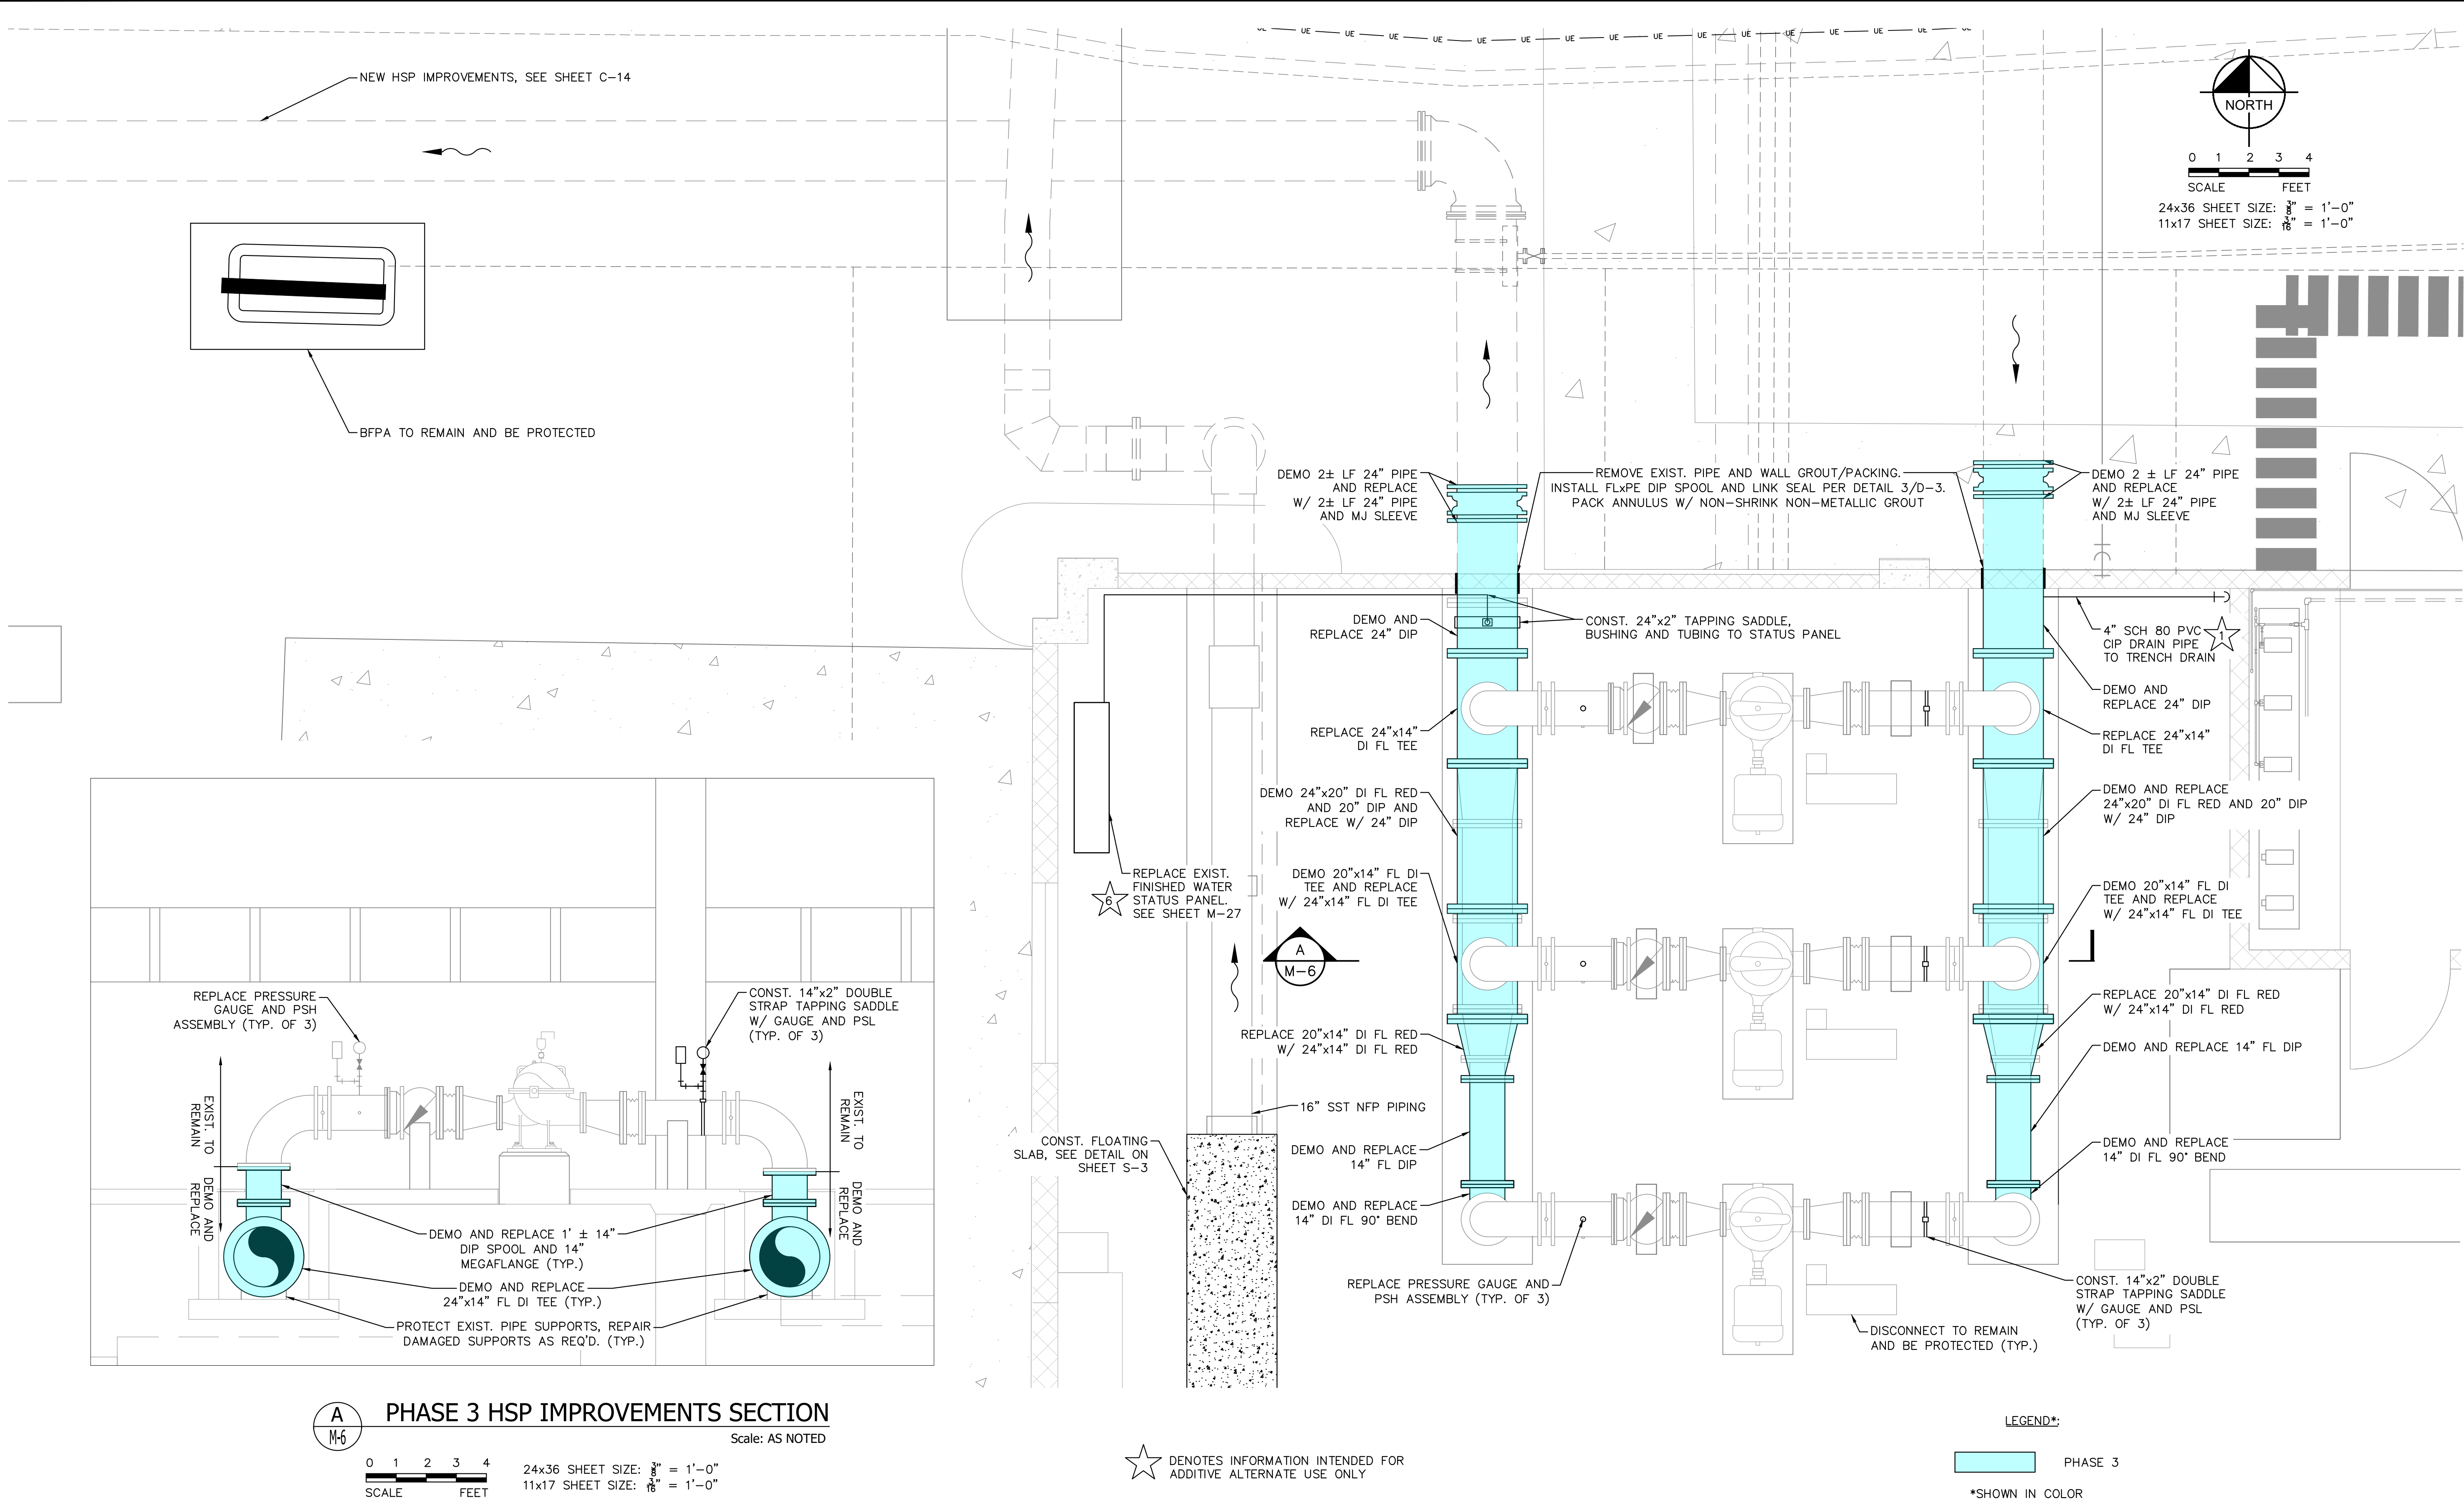 UE UE UE UE UE UE UE UE UE UE UE UE UE UE UE UE UE
NEW HSP IMPROVEMENTS, SEE SHEET C-14
NORTH
0 1 2 3 4
SCALE FEET
24x36 SHEET SIZE: 3/8" = 1'-0"
11x17 SHEET SIZE: 3/16" = 1'-0"
BFPA TO REMAIN AND BE PROTECTED
DEMO 2± LF 24" PIPE
AND REPLACE
W/ 2± LF 24" PIPE
AND MJ SLEEVE
REMOVE EXIST. PIPE AND WALL GROUT/PACKING.
INSTALL FLxPE DIP SPOOL AND LINK SEAL PER DETAIL 3/D-3.
PACK ANNULUS W/ NON-SHRINK NON-METALLIC GROUT
DEMO 2 ± LF 24" PIPE
AND REPLACE
W/ 2± LF 24" PIPE
AND MJ SLEEVE
DEMO AND
REPLACE 24" DIP
CONST. 24"x2" TAPPING SADDLE,
BUSHING AND TUBING TO STATUS PANEL
4" SCH 80 PVC
CIP DRAIN PIPE
TO TRENCH DRAIN
1
DEMO AND
REPLACE 24" DIP
REPLACE 24"x14"
DI FL TEE
REPLACE 24"x14"
DI FL TEE
DEMO 24"x20" DI FL RED
AND 20" DIP AND
REPLACE W/ 24" DIP
DEMO AND REPLACE
24"x20" DI FL RED AND 20" DIP
W/ 24" DIP
REPLACE EXIST.
FINISHED WATER
STATUS PANEL.
SEE SHEET M-27
6
DEMO 20"x14" FL DI
TEE AND REPLACE
W/ 24"x14" FL DI TEE
DEMO 20"x14" FL DI
TEE AND REPLACE
W/ 24"x14" FL DI TEE
A
M-6
REPLACE PRESSURE
GAUGE AND PSH
ASSEMBLY (TYP. OF 3)
CONST. 14"x2" DOUBLE
STRAP TAPPING SADDLE
W/ GAUGE AND PSL
(TYP. OF 3)
REPLACE 20"x14" DI FL RED
W/ 24"x14" DI FL RED
REPLACE 20"x14" DI FL RED
W/ 24"x14" DI FL RED
DEMO AND REPLACE 14" FL DIP
EXIST. TO
REMAIN
DEMO AND
REPLACE
EXIST. TO
REMAIN
DEMO AND
REPLACE
16" SST NFP PIPING
CONST. FLOATING
SLAB, SEE DETAIL ON
SHEET S-3
DEMO AND REPLACE
14" FL DIP
DEMO AND REPLACE
14" DI FL 90° BEND
DEMO AND REPLACE
14" DI FL 90° BEND
DEMO AND REPLACE 1' ± 14"
DIP SPOOL AND 14"
MEGAFLANGE (TYP.)
DEMO AND REPLACE
24"x14" FL DI TEE (TYP.)
PROTECT EXIST. PIPE SUPPORTS, REPAIR
DAMAGED SUPPORTS AS REQ'D. (TYP.)
REPLACE PRESSURE GAUGE AND
PSH ASSEMBLY (TYP. OF 3)
CONST. 14"x2" DOUBLE
STRAP TAPPING SADDLE
W/ GAUGE AND PSL
(TYP. OF 3)
DISCONNECT TO REMAIN
AND BE PROTECTED (TYP.)
A
M-6
PHASE 3 HSP IMPROVEMENTS SECTION
Scale: AS NOTED
0 1 2 3 4
SCALE FEET
24x36 SHEET SIZE: 3/8" = 1'-0"
11x17 SHEET SIZE: 3/16" = 1'-0"
DENOTES INFORMATION INTENDED FOR
ADDITIVE ALTERNATE USE ONLY
LEGEND*:
PHASE 3
*SHOWN IN COLOR